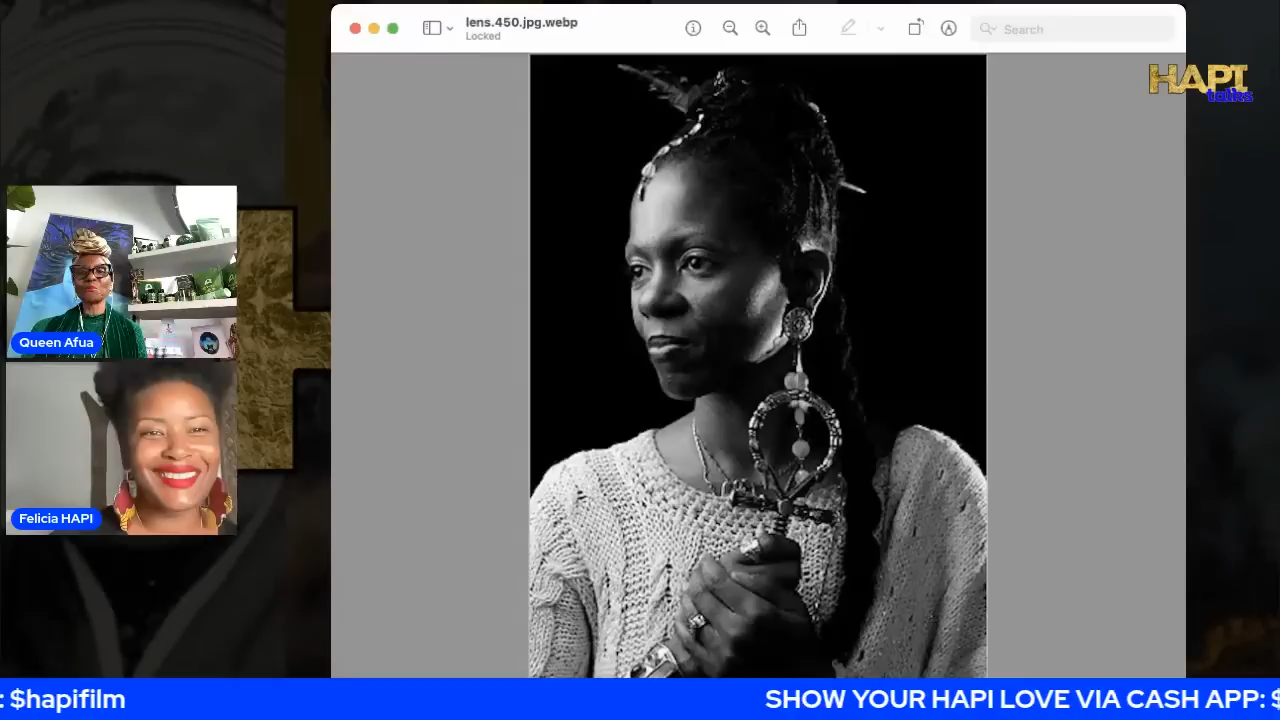 lens.450.jpg.webp
Locked
Search
HAPI
talks
Queen Afua
Felicia HAPI
: $hapifilm
SHOW YOUR HAPI LOVE VIA CASH APP: $